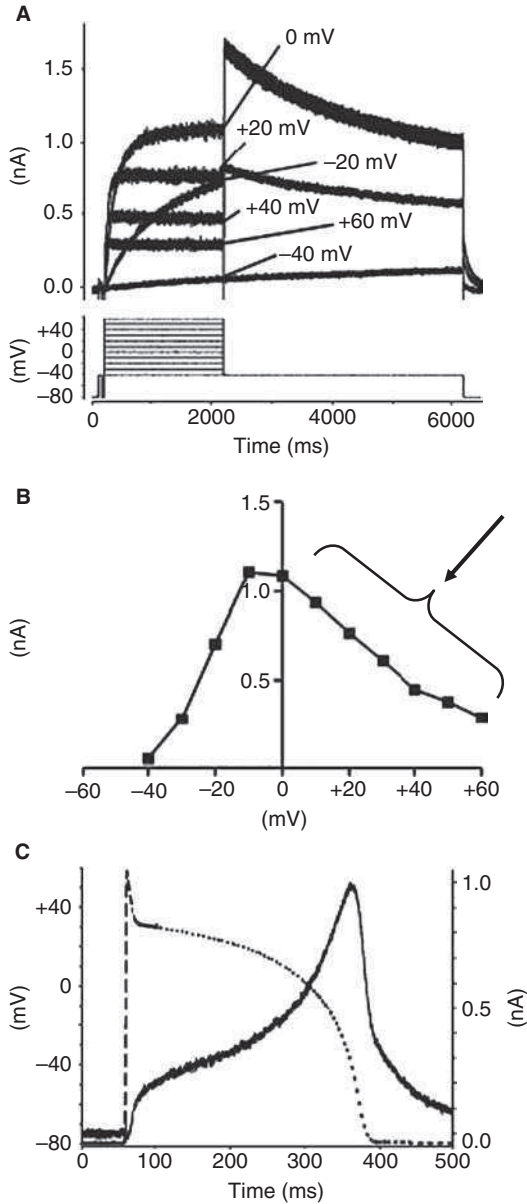 A
0 mV
1.5
+20 mV
−20 mV
1.0
(nA)
0.5
+40 mV
+60 mV
−40 mV
0.0
(mV)
+40
0
−40
−80
0 2000 4000 6000
Time (ms)
B
1.5
(nA)
1.0
0.5
−60 −40 −20 0 +20 +40 +60
(mV)
C
+40 1.0
(mV) 0 0.5 (nA)
−40
−80 0.0
0 100 200 300 400 500
Time (ms)